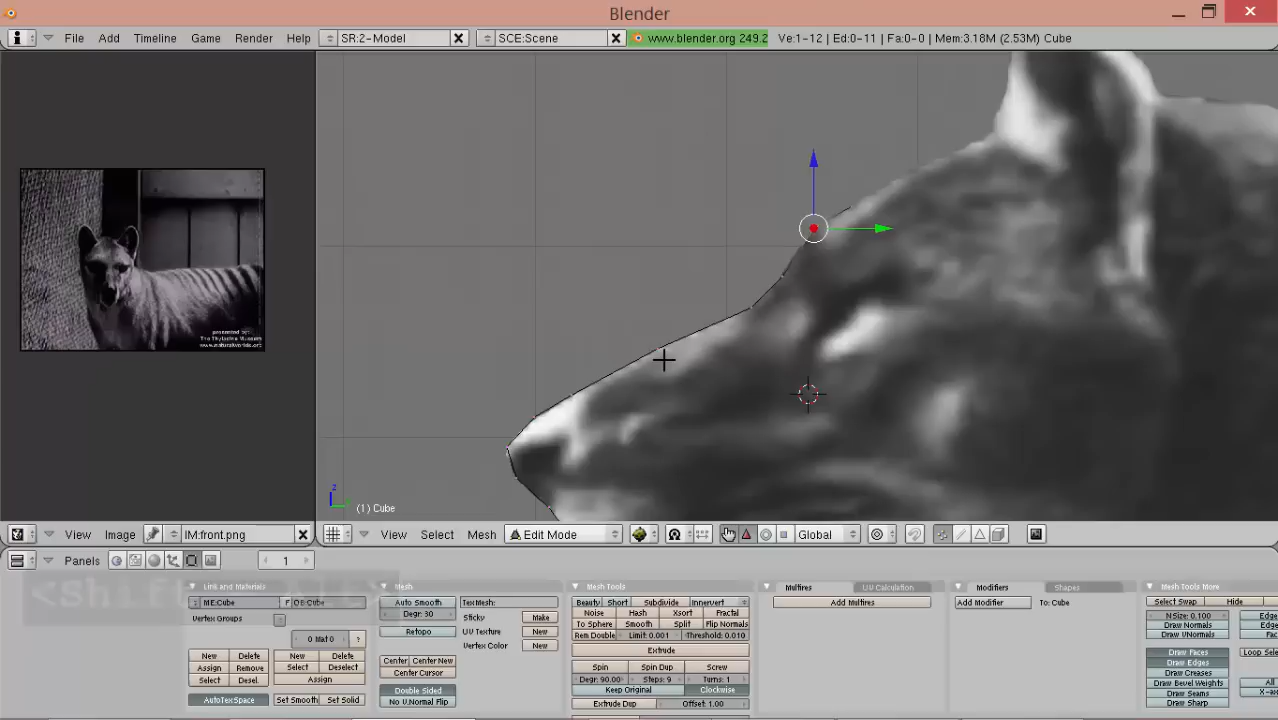 Blender
File Add Timeline Game Render Help SR:2-Model SCE:Scene www.blender.org 249.2 Ve:1-12 | Ed:0-11 | Fa:0-0 | Mem:3.18M (2.53M) Cube
presented by:
The Thylacine Museum
z
(1) Cube
View Image IM:front.png View Select Mesh Edit Mode Global
Panels 1
Link and Materials Mesh Mesh Tools Multires UV Calculation Modifiers Shapes Mesh Tools More
ME:Cube F OB:Cube Auto Smooth TexMesh: Beauty Short Subdivide Innervert Add Multires Add Modifier To: Cube Select Swap Hide
Vertex Groups Degr: 30 Sticky Make Noise Hash Xsort Fractal NSize: 0.100
Retopo UV Texture New To Sphere Smooth Split Flip Normals Draw Normals
0 Mat 0 ? Vertex Color New Rem Double Limit: 0.001 Threshold: 0.010 Draw VNormals
New Delete New Delete Center Center New Extrude Draw Faces
Assign Remove Select Deselect Center Cursor Spin Spin Dup Screw Draw Edges
Select Desel. Assign Degr: 90.00 Steps: 9 Turns: 1 Draw Creases
Double Sided Keep Original Clockwise Draw Bevel Weights
AutoTexSpace Set Smooth Set Solid No V.Normal Flip Extrude Dup Offset: 1.00 Draw Seams
Draw Sharp